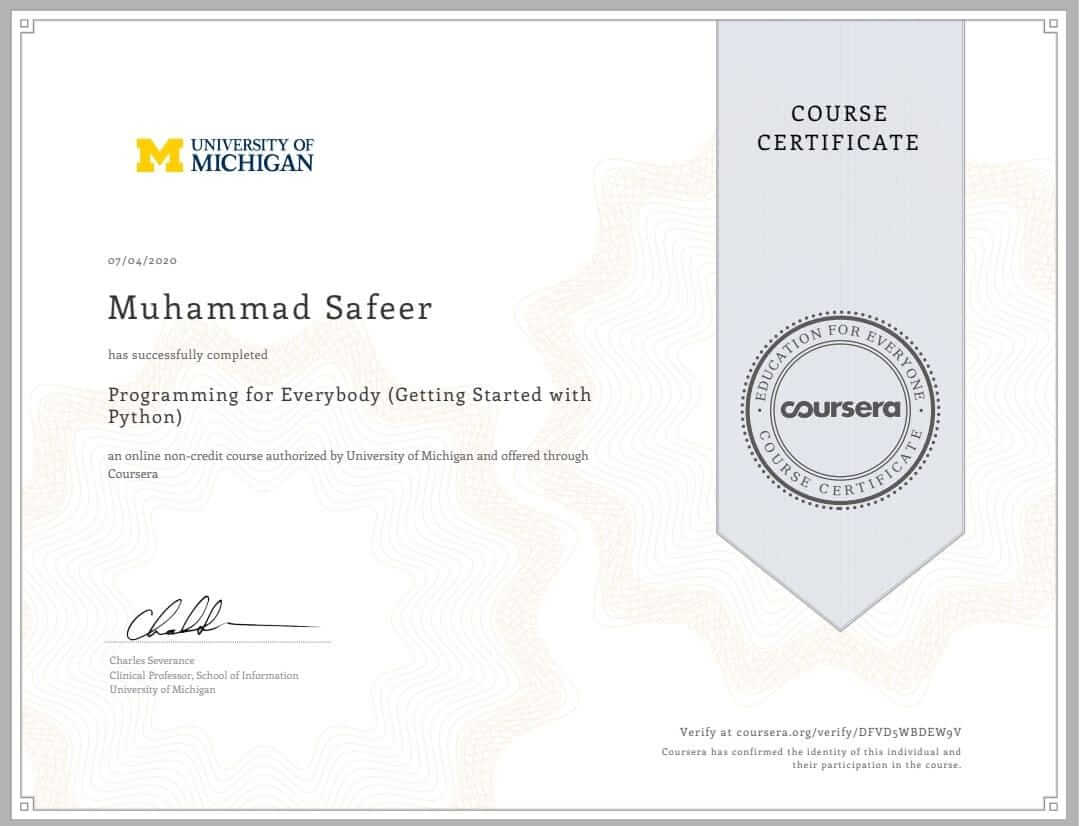 UNIVERSITY OF
MICHIGAN
COURSE
CERTIFICATE
07/04/2020
Muhammad Safeer
has successfully completed
Programming for Everybody (Getting Started with
Python)
an online non-credit course authorized by University of Michigan and offered through
Coursera
EDUCATION FOR EVERYONE
coursera
COURSE CERTIFICATE
Charles Severance
Clinical Professor, School of Information
University of Michigan
Verify at coursera.org/verify/DFVD5WBDEW9V
Coursera has confirmed the identity of this individual and
their participation in the course.